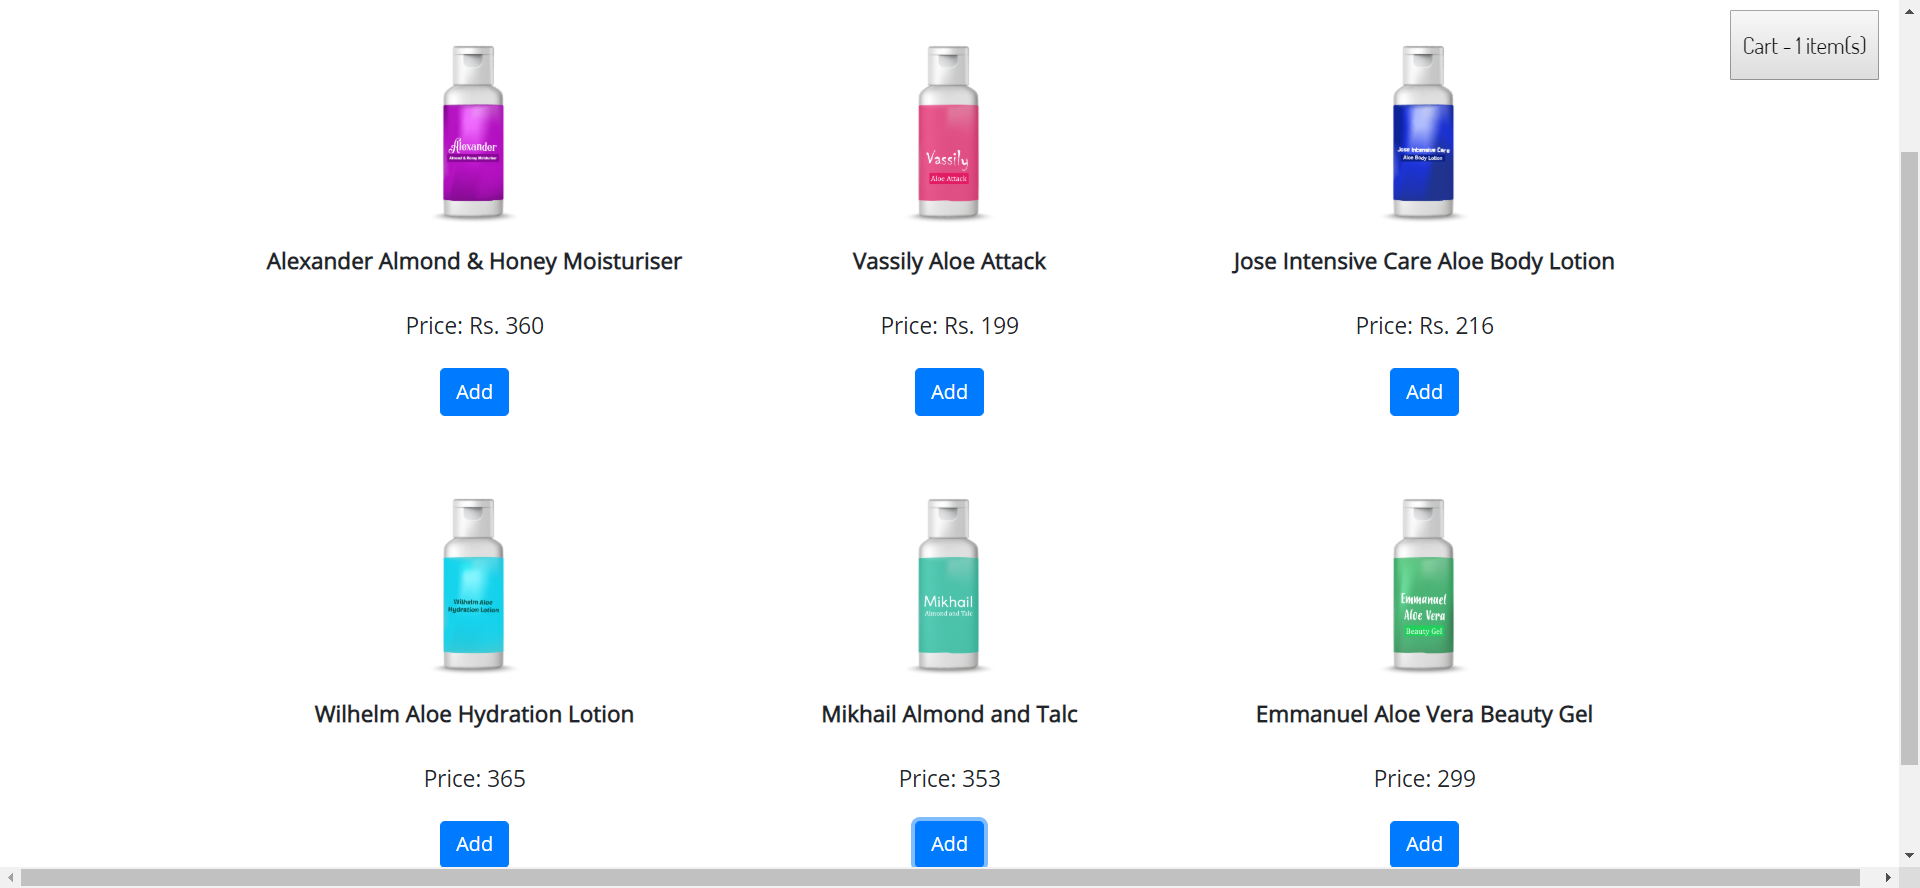 Cart - 1 item(s)
Alexander
Almond & Honey Moisturiser
Vassily
Aloe Attack
Jose Intensive Care
Aloe Body Lotion
Alexander Almond & Honey Moisturiser
Vassily Aloe Attack
Jose Intensive Care Aloe Body Lotion
Price: Rs. 360
Price: Rs. 199
Price: Rs. 216
Add
Add
Add
Wilhelm Aloe
Hydration Lotion
Mikhail
Almond and Talc
Emmanuel
Aloe Vera
Beauty Gel
Wilhelm Aloe Hydration Lotion
Mikhail Almond and Talc
Emmanuel Aloe Vera Beauty Gel
Price: 365
Price: 353
Price: 299
Add
Add
Add